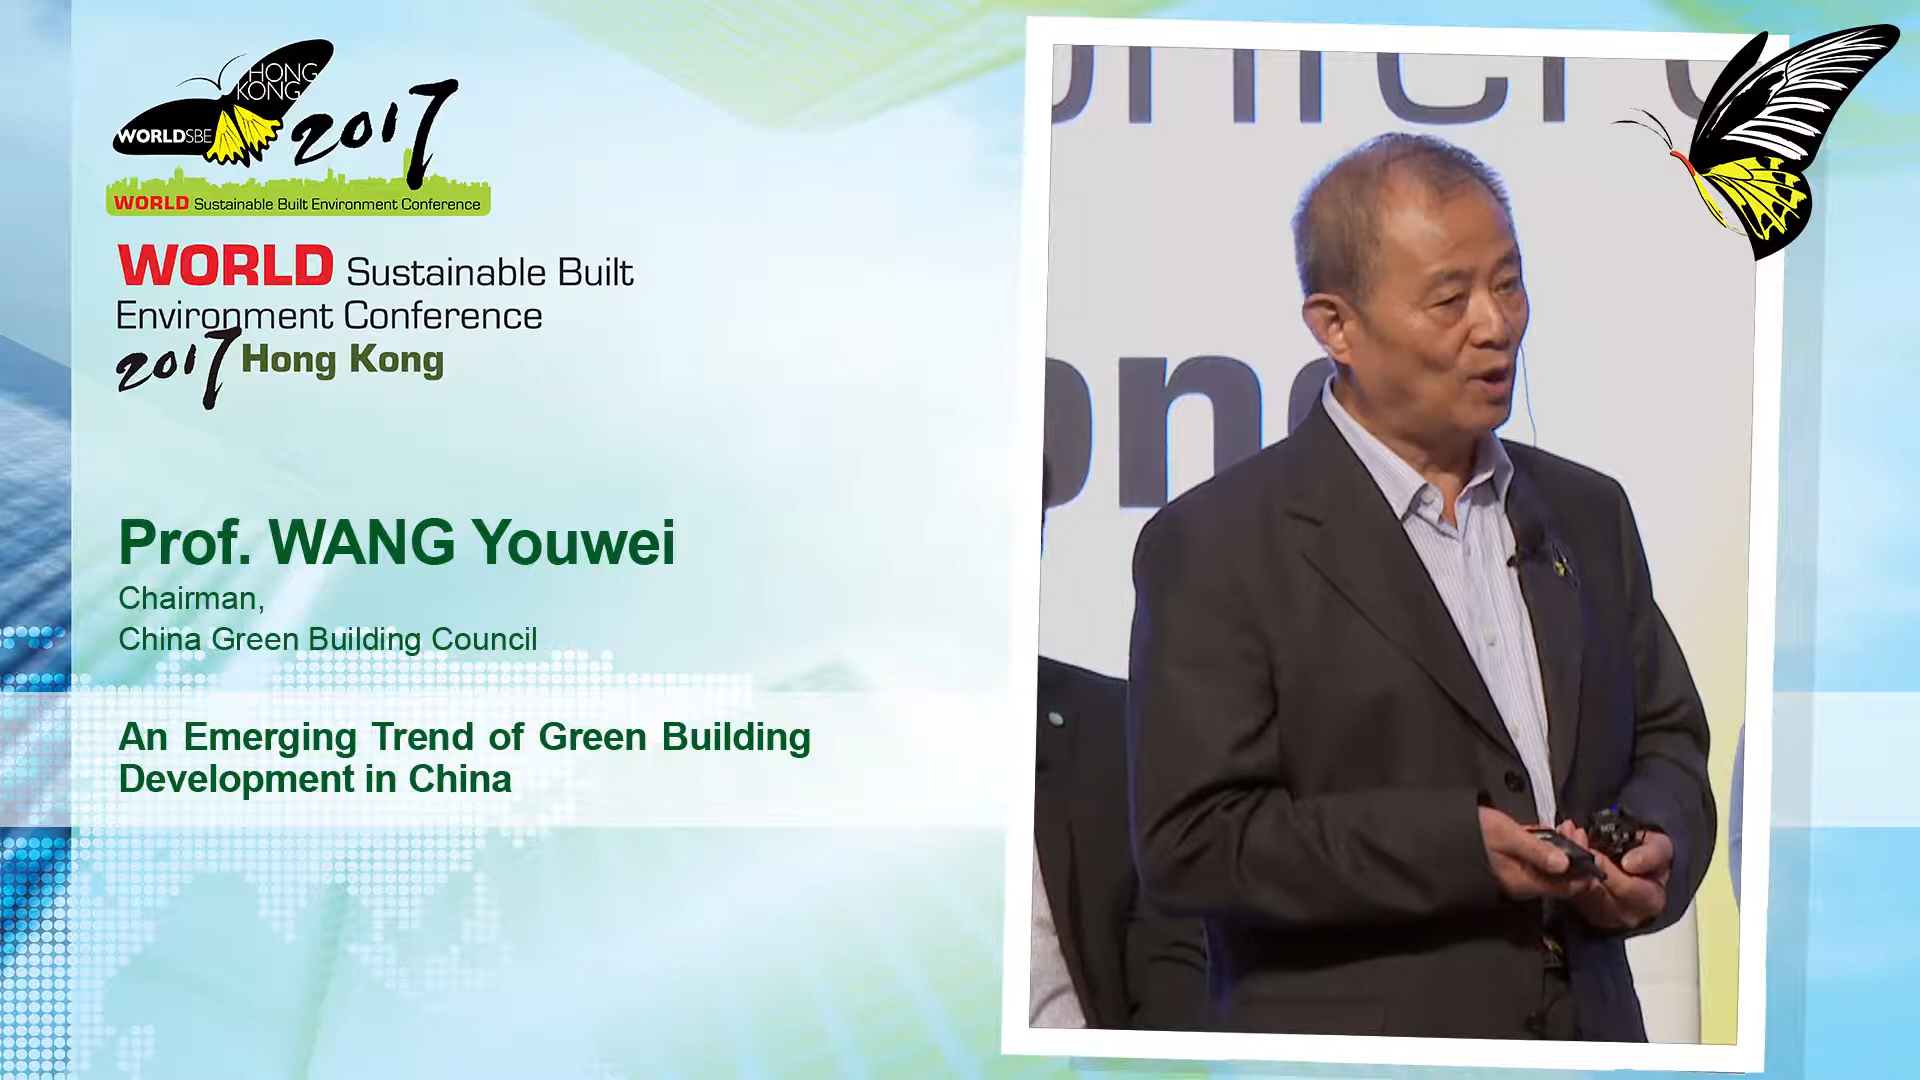 HONG
KONG
WORLDSBE
2017
WORLD Sustainable Built Environment Conference
WORLD Sustainable Built
Environment Conference
2017 Hong Kong
Prof. WANG Youwei
Chairman,
China Green Building Council
An Emerging Trend of Green Building
Development in China